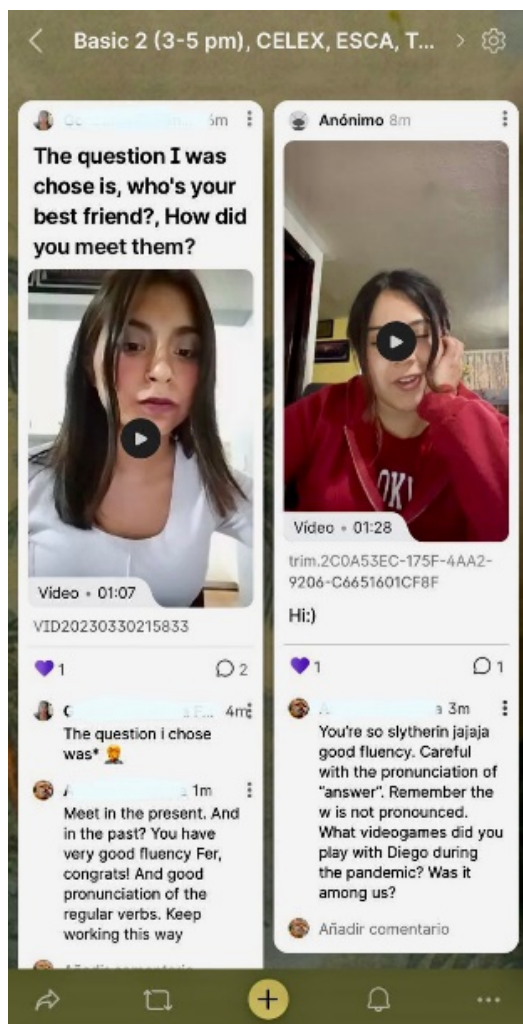 Basic 2 (3-5 pm), CELEX, ESCA, T...
6m
The question I was
chose is, who's your
best friend?, How did
you meet them?
Vídeo • 01:07
VID20230330215833
1
2
4m
The question i chose
was*
1m
Meet in the present. And
in the past? You have
very good fluency Fer,
congrats! And good
pronunciation of the
regular verbs. Keep
working this way
Añadir comentario
Anónimo 8m
Vídeo • 01:28
trim.2C0A53EC-175F-4AA2-
9206-C6651601CF8F
Hi:)
1
1
3m
You're so slytherin jajaja
good fluency. Careful
with the pronunciation of
"answer". Remember the
w is not pronounced.
What videogames did you
play with Diego during
the pandemic? Was it
among us?
Añadir comentario